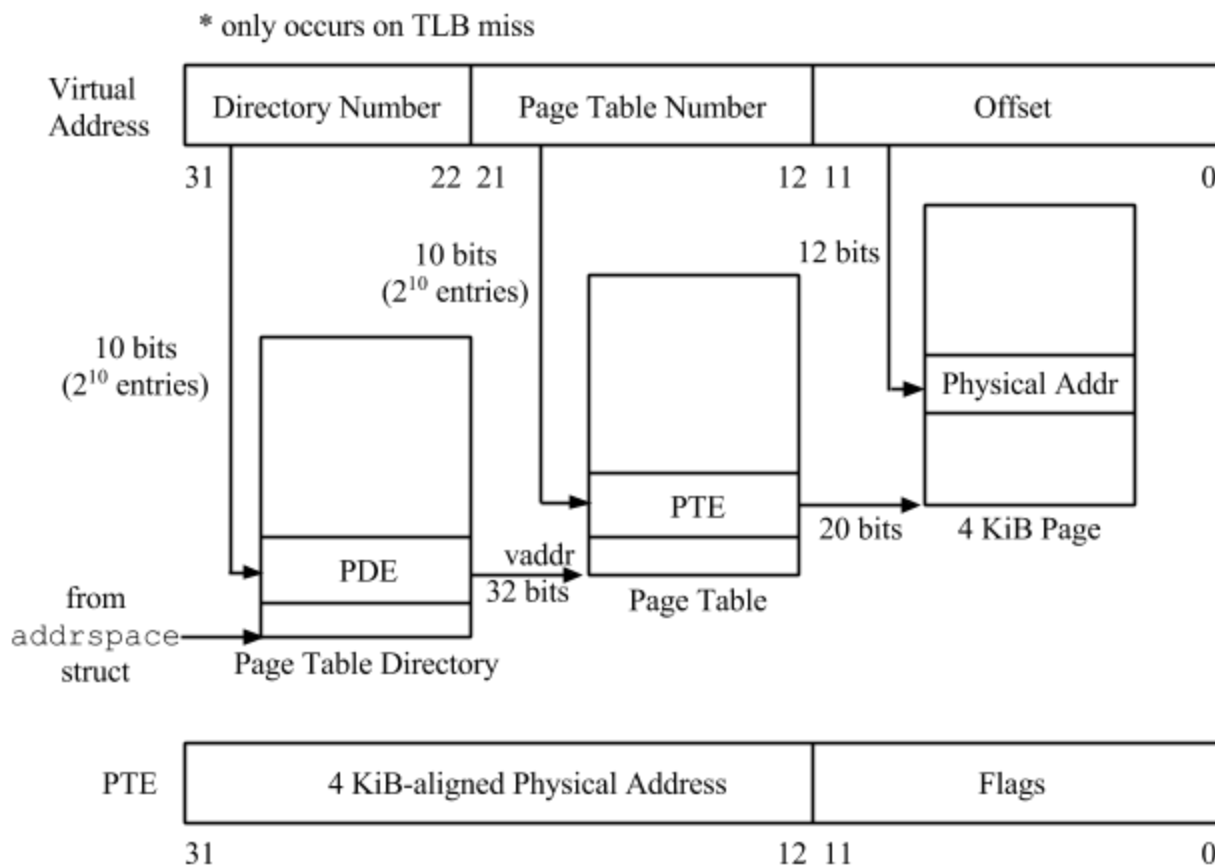 * only occurs on TLB miss
Virtual
Address
Directory Number
Page Table Number
Offset
31
22
21
12
11
0
10 bits
(2¹⁰ entries)
10 bits
(2¹⁰ entries)
12 bits
Physical Addr
4 KiB Page
PTE
20 bits
Page Table
PDE
vaddr
32 bits
from
addrspace
struct
Page Table Directory
PTE
4 KiB-aligned Physical Address
Flags
31
12
11
0